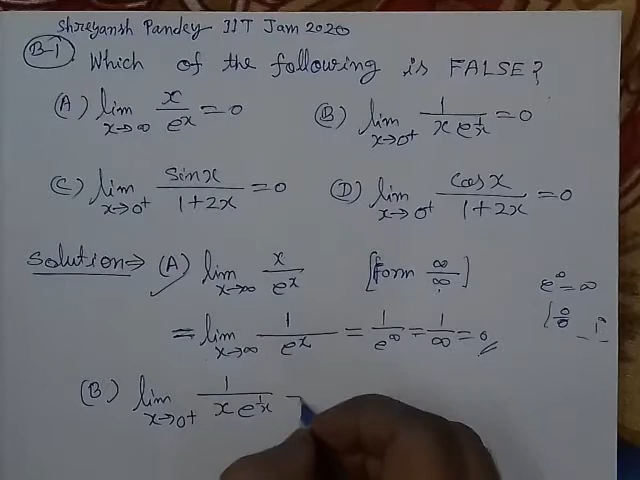 Shreyansh Pandey IIT Jam 2020
B-1 Which of the following is FALSE?
(A) lim x→∞ x/e^x = 0 (B) lim x→0+ 1/(x e^(1/x)) = 0
(C) lim x→0+ sinx/(1+2x) = 0 (D) lim x→0+ cosx/(1+2x) = 0
Solution⇒ (A) lim x→∞ x/e^x [form ∞/∞] e^∞=∞
= lim x→∞ 1/e^x = 1/e^∞ = 1/∞ = 0
(B) lim x→0+ 1/(x e^(1/x))